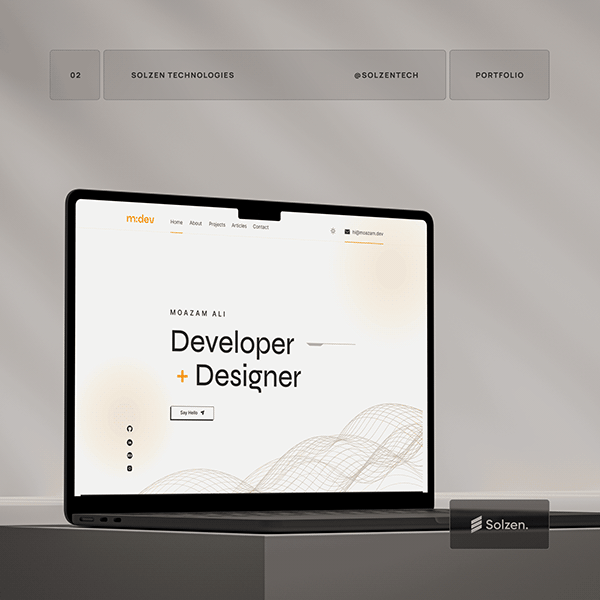 02
SOLZEN TECHNOLOGIES
@SOLZENTECH
PORTFOLIO
m:dev
Home About Projects Articles Contact
hi@moazam.dev
MOAZAM ALI
Developer
+ Designer
Say Hello
Solzen.